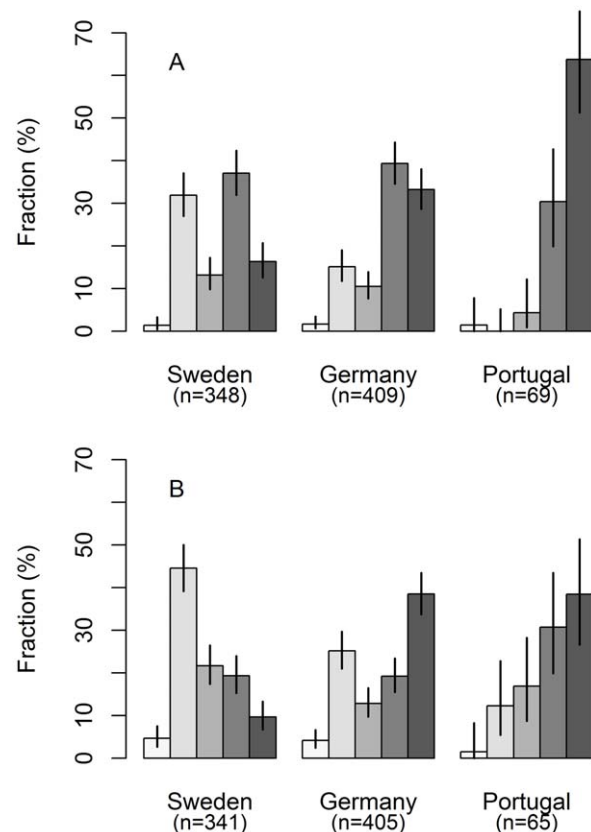 A
Fraction (%)
70
50
30
10
0
Sweden
(n=348)
Germany
(n=409)
Portugal
(n=69)
B
Fraction (%)
70
50
30
10
0
Sweden
(n=341)
Germany
(n=405)
Portugal
(n=65)